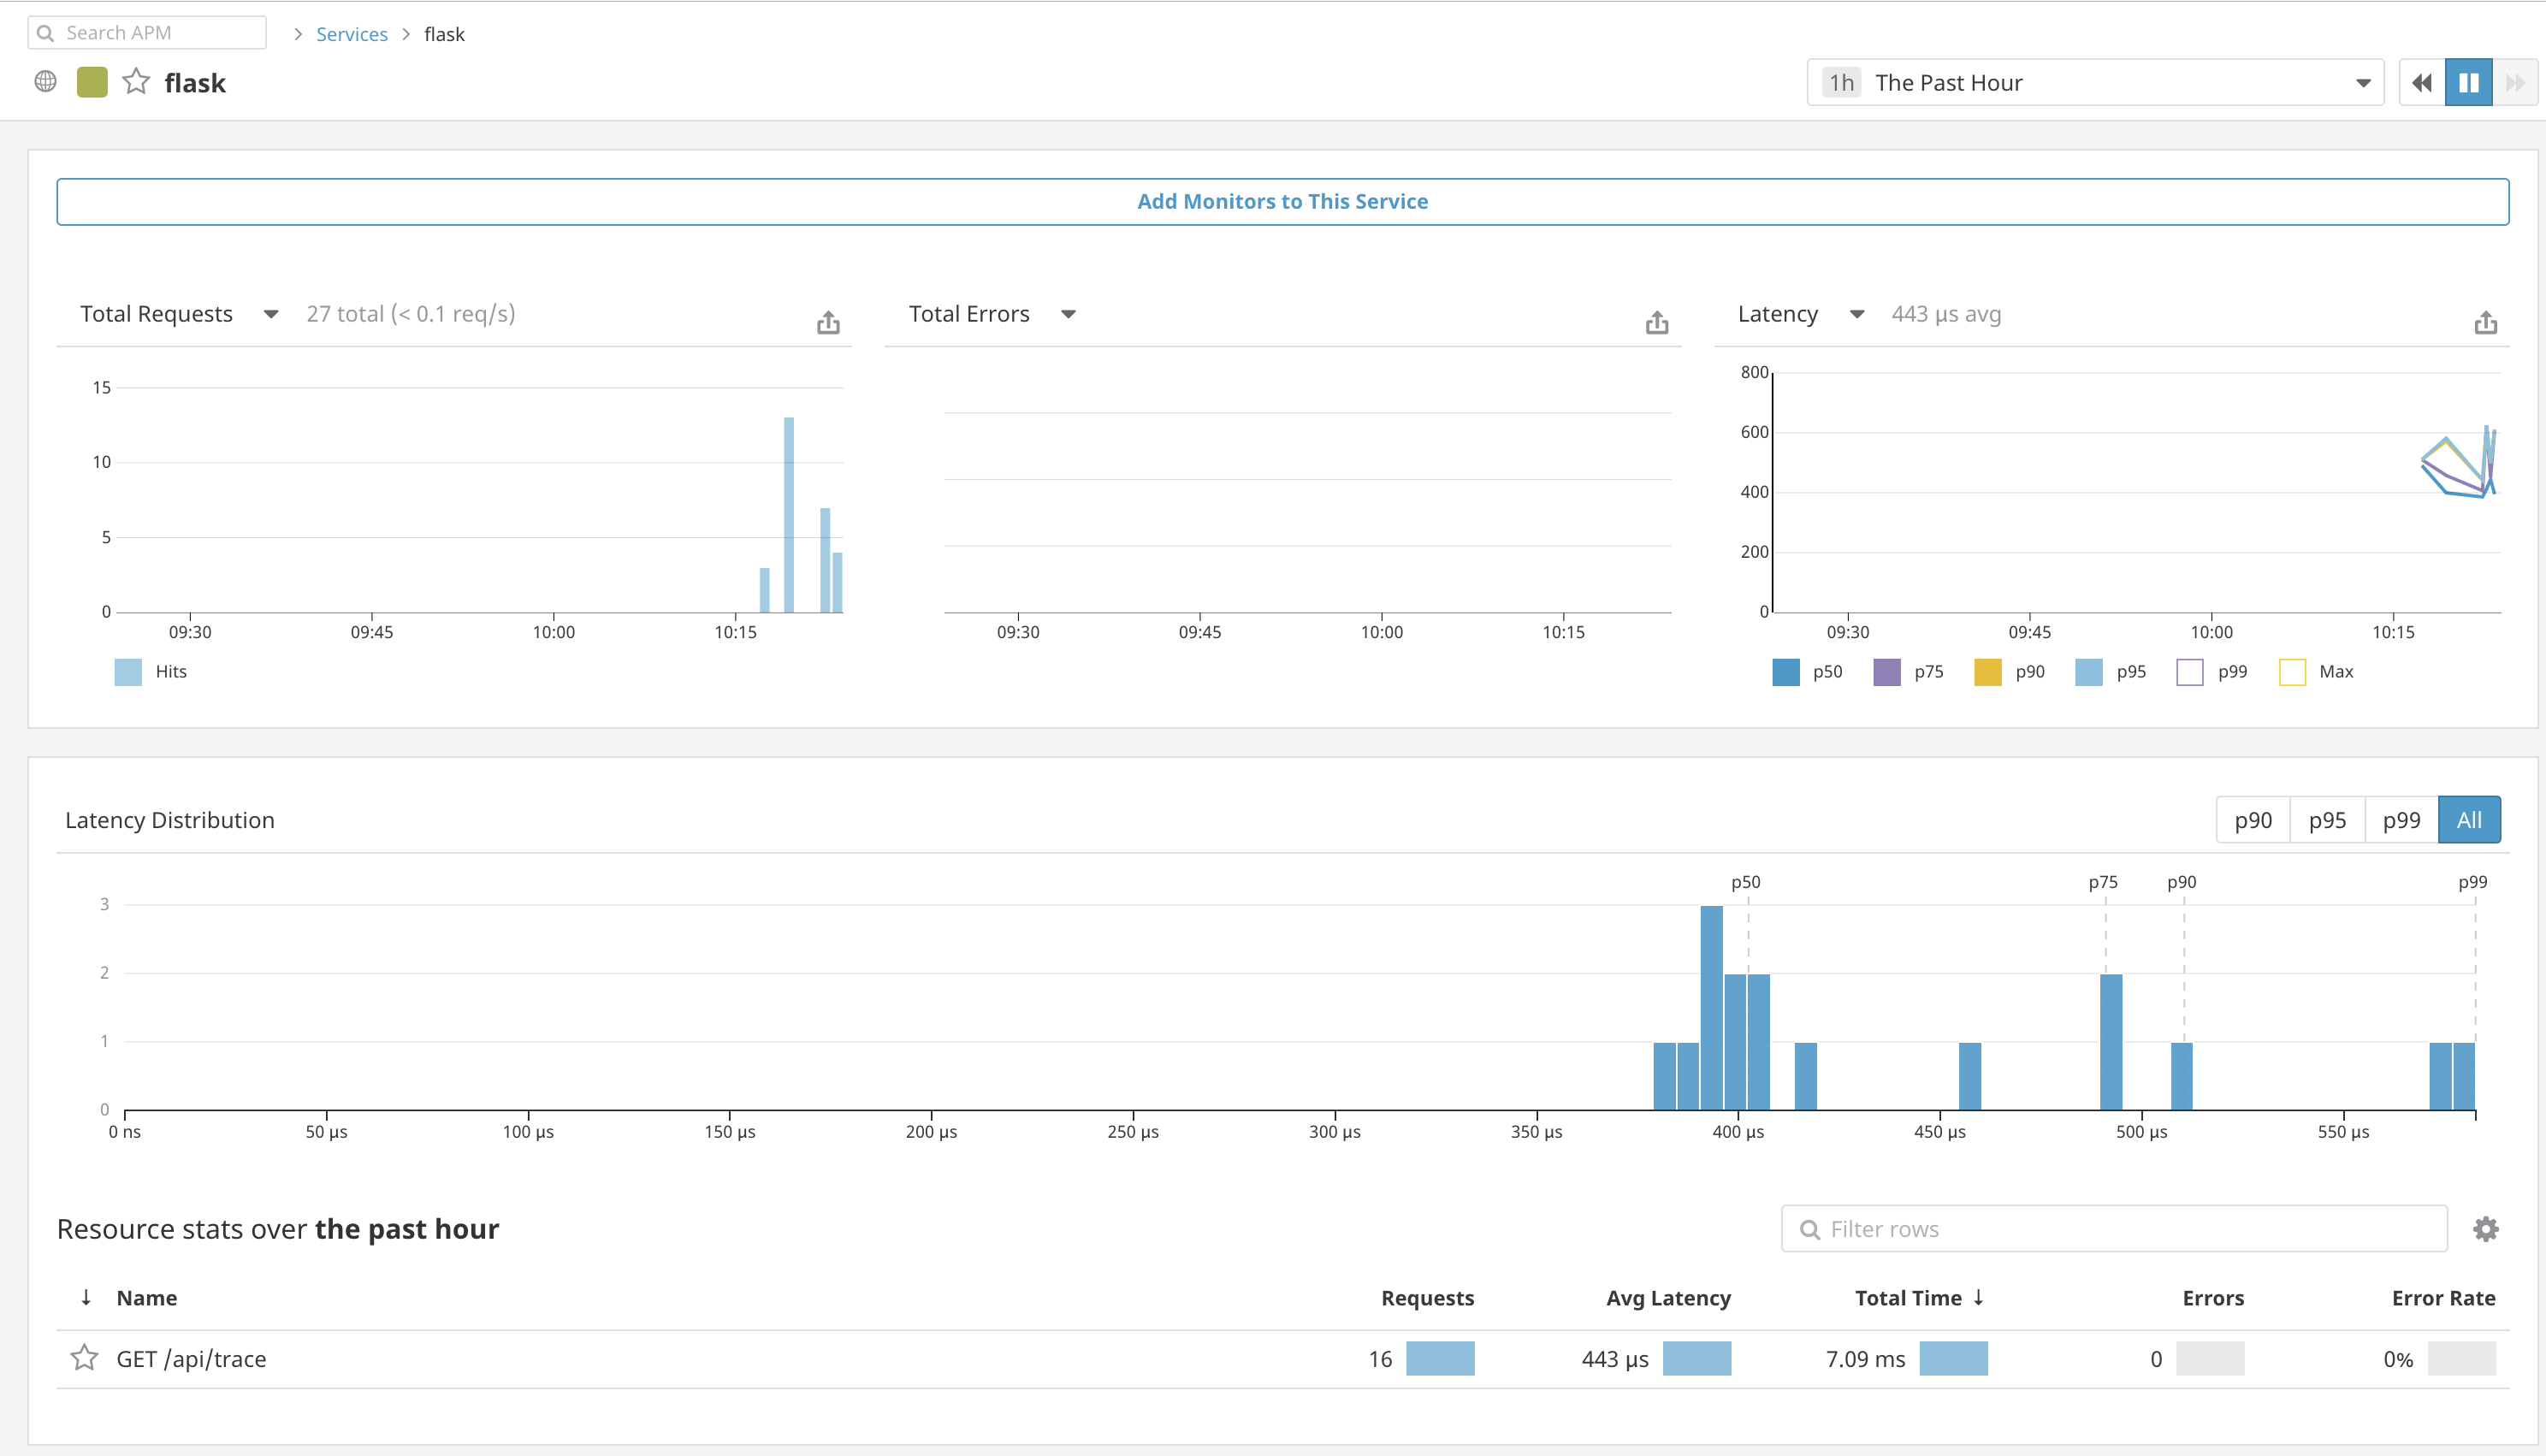 Search APM > Services > flask
flask
1h The Past Hour
Add Monitors to This Service
Total Requests 27 total (< 0.1 req/s)
15
10
5
0
09:30 09:45 10:00 10:15
Hits
Total Errors
09:30 09:45 10:00 10:15
Latency 443 µs avg
800
600
400
200
0
09:30 09:45 10:00 10:15
p50 p75 p90 p95 p99 Max
Latency Distribution
p90 p95 p99 All
p50 p75 p90 p99
3
2
1
0
0 ns 50 µs 100 µs 150 µs 200 µs 250 µs 300 µs 350 µs 400 µs 450 µs 500 µs 550 µs
Resource stats over the past hour
Filter rows
↓ Name Requests Avg Latency Total Time ↓ Errors Error Rate
GET /api/trace 16 443 µs 7.09 ms 0 0%